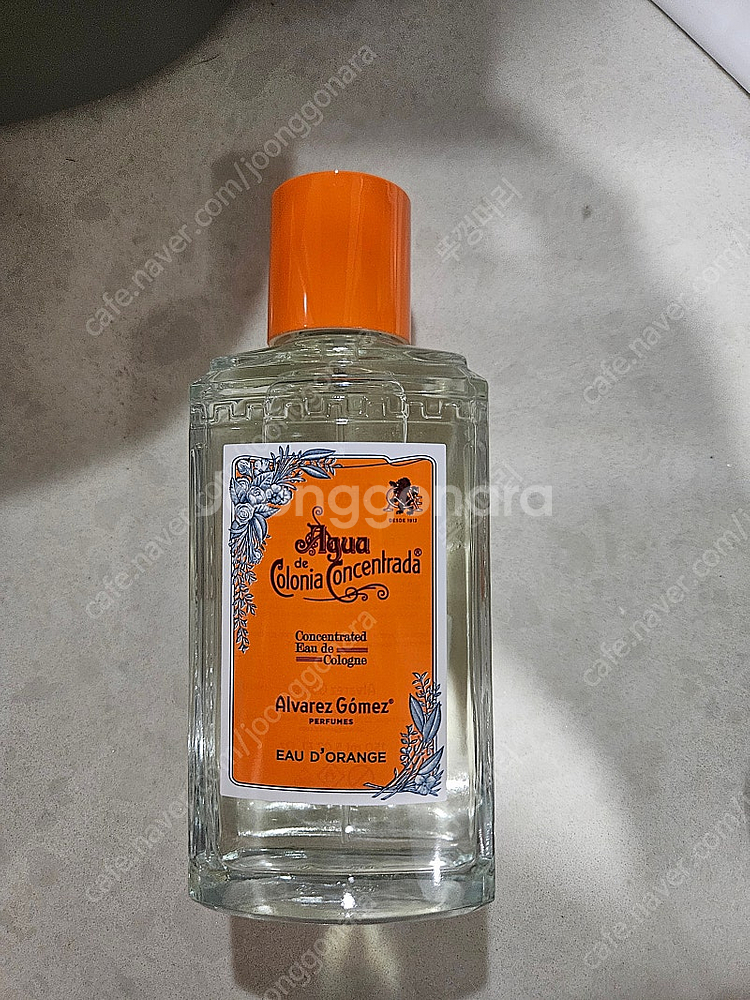 DESDE 1912
Agua
de
Colonia Concentrada®
Concentrated
Eau de
Cologne
Alvarez Gómez®
PERFUMES
EAU D'ORANGE
Joonggonara
cafe.naver.com/joonggonara